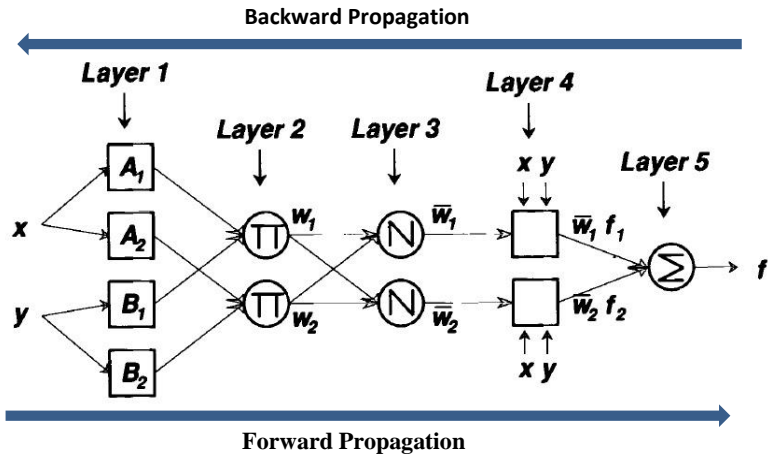 Backward Propagation
Layer 1
Layer 4
Layer 2
Layer 3
Layer 5
x y
A₁
w₁
w̅₁
w̅₁ f₁
x
A₂
Π
N
Σ
f
y
B₁
Π
N
w₂
w̅₂
w̅₂ f₂
B₂
x y
Forward Propagation